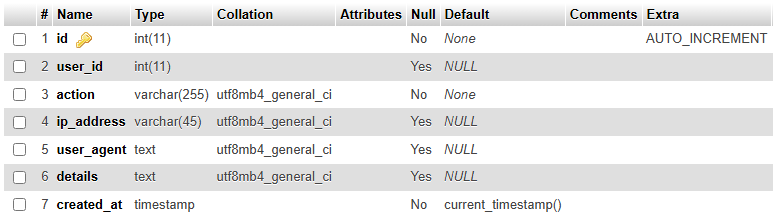 # Name Type Collation Attributes Null Default Comments Extra
1 id int(11) No None AUTO_INCREMENT
2 user_id int(11) Yes NULL
3 action varchar(255) utf8mb4_general_ci No None
4 ip_address varchar(45) utf8mb4_general_ci Yes NULL
5 user_agent text utf8mb4_general_ci Yes NULL
6 details text utf8mb4_general_ci Yes NULL
7 created_at timestamp No current_timestamp()